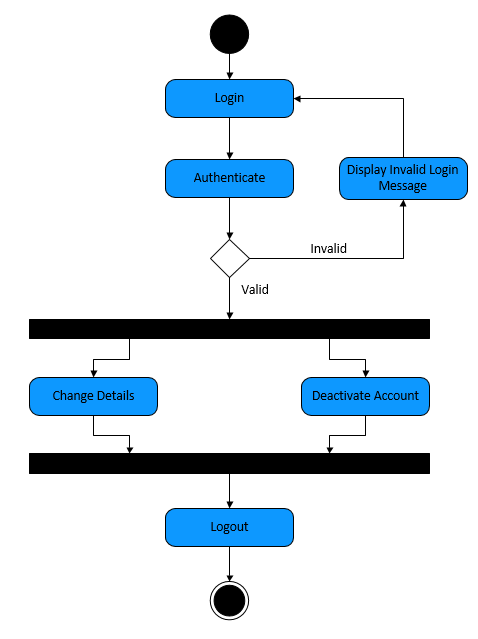 Login
Authenticate
Display Invalid Login
Message
Invalid
Valid
Change Details
Deactivate Account
Logout